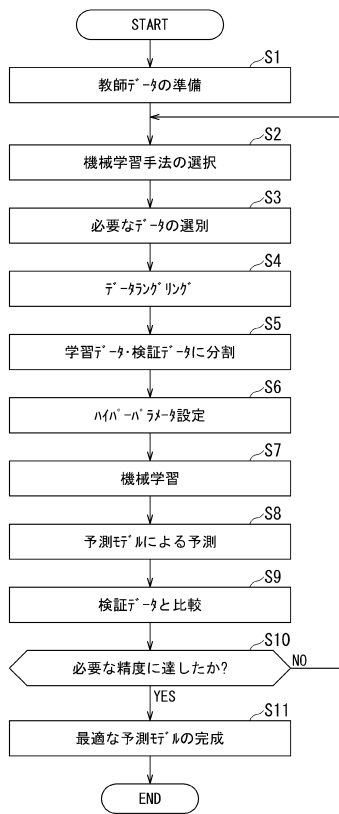 START
S1
教師ﾃﾞｰﾀの準備
S2
機械学習手法の選択
S3
必要なﾃﾞｰﾀの選別
S4
ﾃﾞｰﾀﾗﾝｸﾞﾘﾝｸﾞ
S5
学習ﾃﾞｰﾀ･検証ﾃﾞｰﾀに分割
S6
ﾊｲﾊﾟｰﾊﾟﾗﾒｰﾀ設定
S7
機械学習
S8
予測ﾓﾃﾞﾙによる予測
S9
検証ﾃﾞｰﾀと比較
S10
必要な精度に達したか?
NO
YES
S11
最適な予測ﾓﾃﾞﾙの完成
END